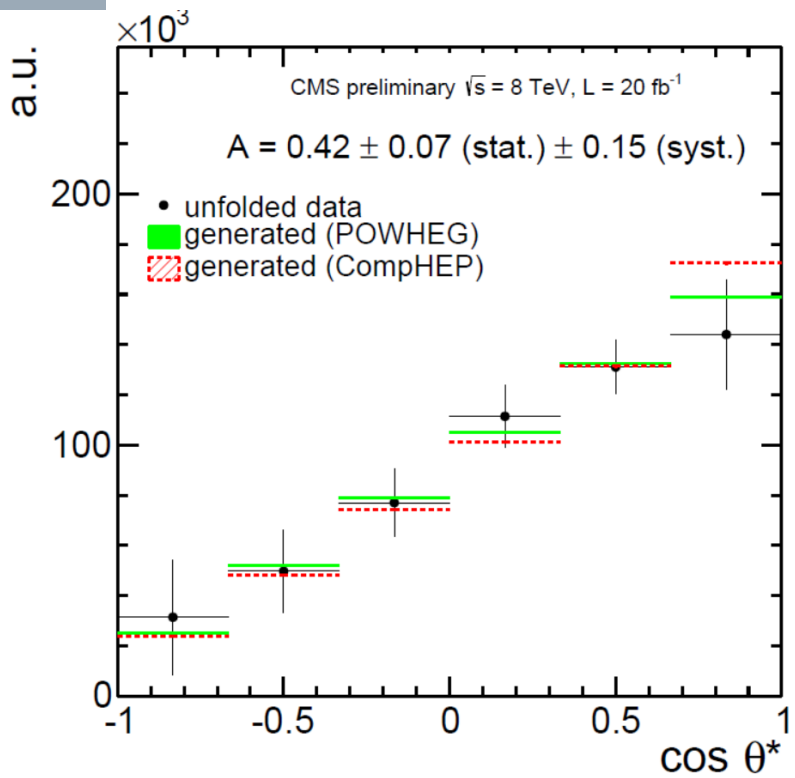 ×10³
a.u.
CMS preliminary √s = 8 TeV, L = 20 fb⁻¹
A = 0.42 ± 0.07 (stat.) ± 0.15 (syst.)
200
unfolded data
generated (POWHEG)
generated (CompHEP)
100
0
-1 -0.5 0 0.5 1
cos θ*